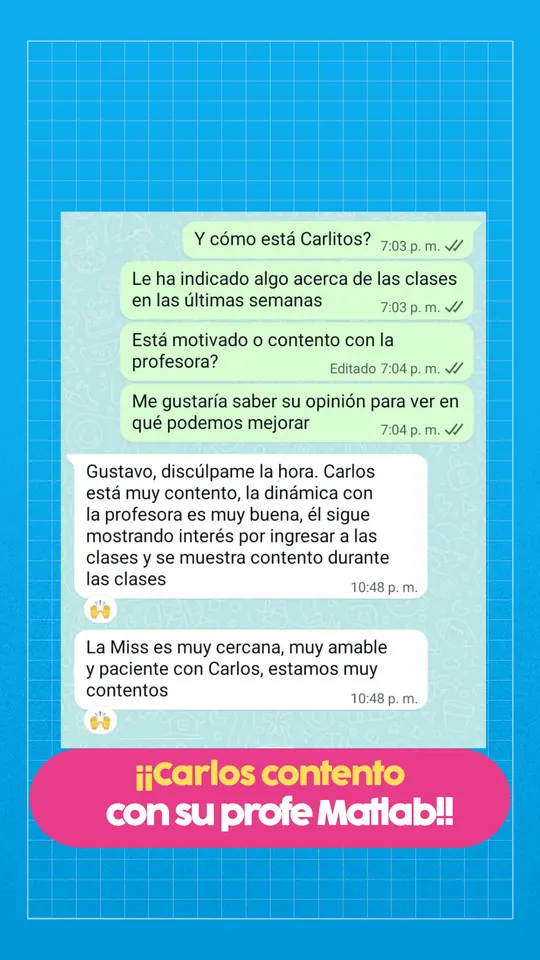 Y cómo está Carlitos?
7:03 p. m.
Le ha indicado algo acerca de las clases
en las últimas semanas
7:03 p. m.
Está motivado o contento con la
profesora?
Editado 7:04 p. m.
Me gustaría saber su opinión para ver en
qué podemos mejorar
7:04 p. m.
Gustavo, discúlpame la hora. Carlos
está muy contento, la dinámica con
la profesora es muy buena, él sigue
mostrando interés por ingresar a las
clases y se muestra contento durante
las clases
10:48 p. m.
La Miss es muy cercana, muy amable
y paciente con Carlos, estamos muy
contentos
10:48 p. m.
¡¡Carlos contento
con su profe Matlab!!